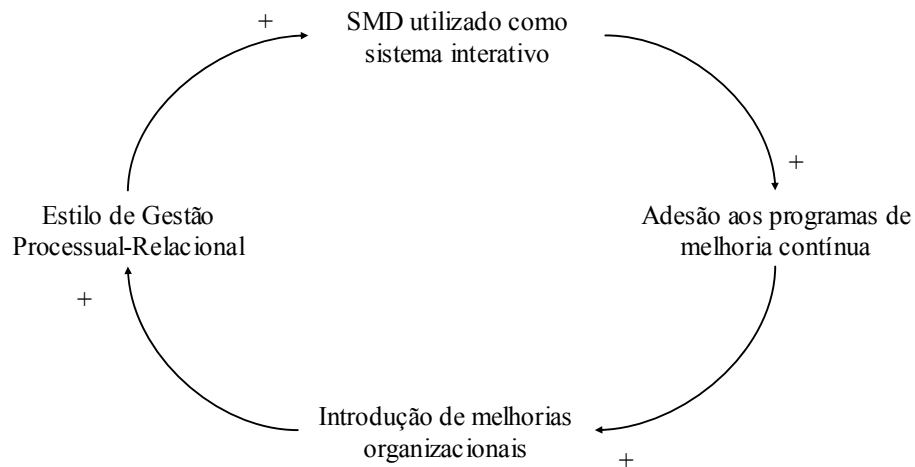 +
SMD utilizado como
sistema interativo
+
Adesão aos programas de
melhoria contínua
Estilo de Gestão
Processual-Relacional
+
Introdução de melhorias
organizacionais
+